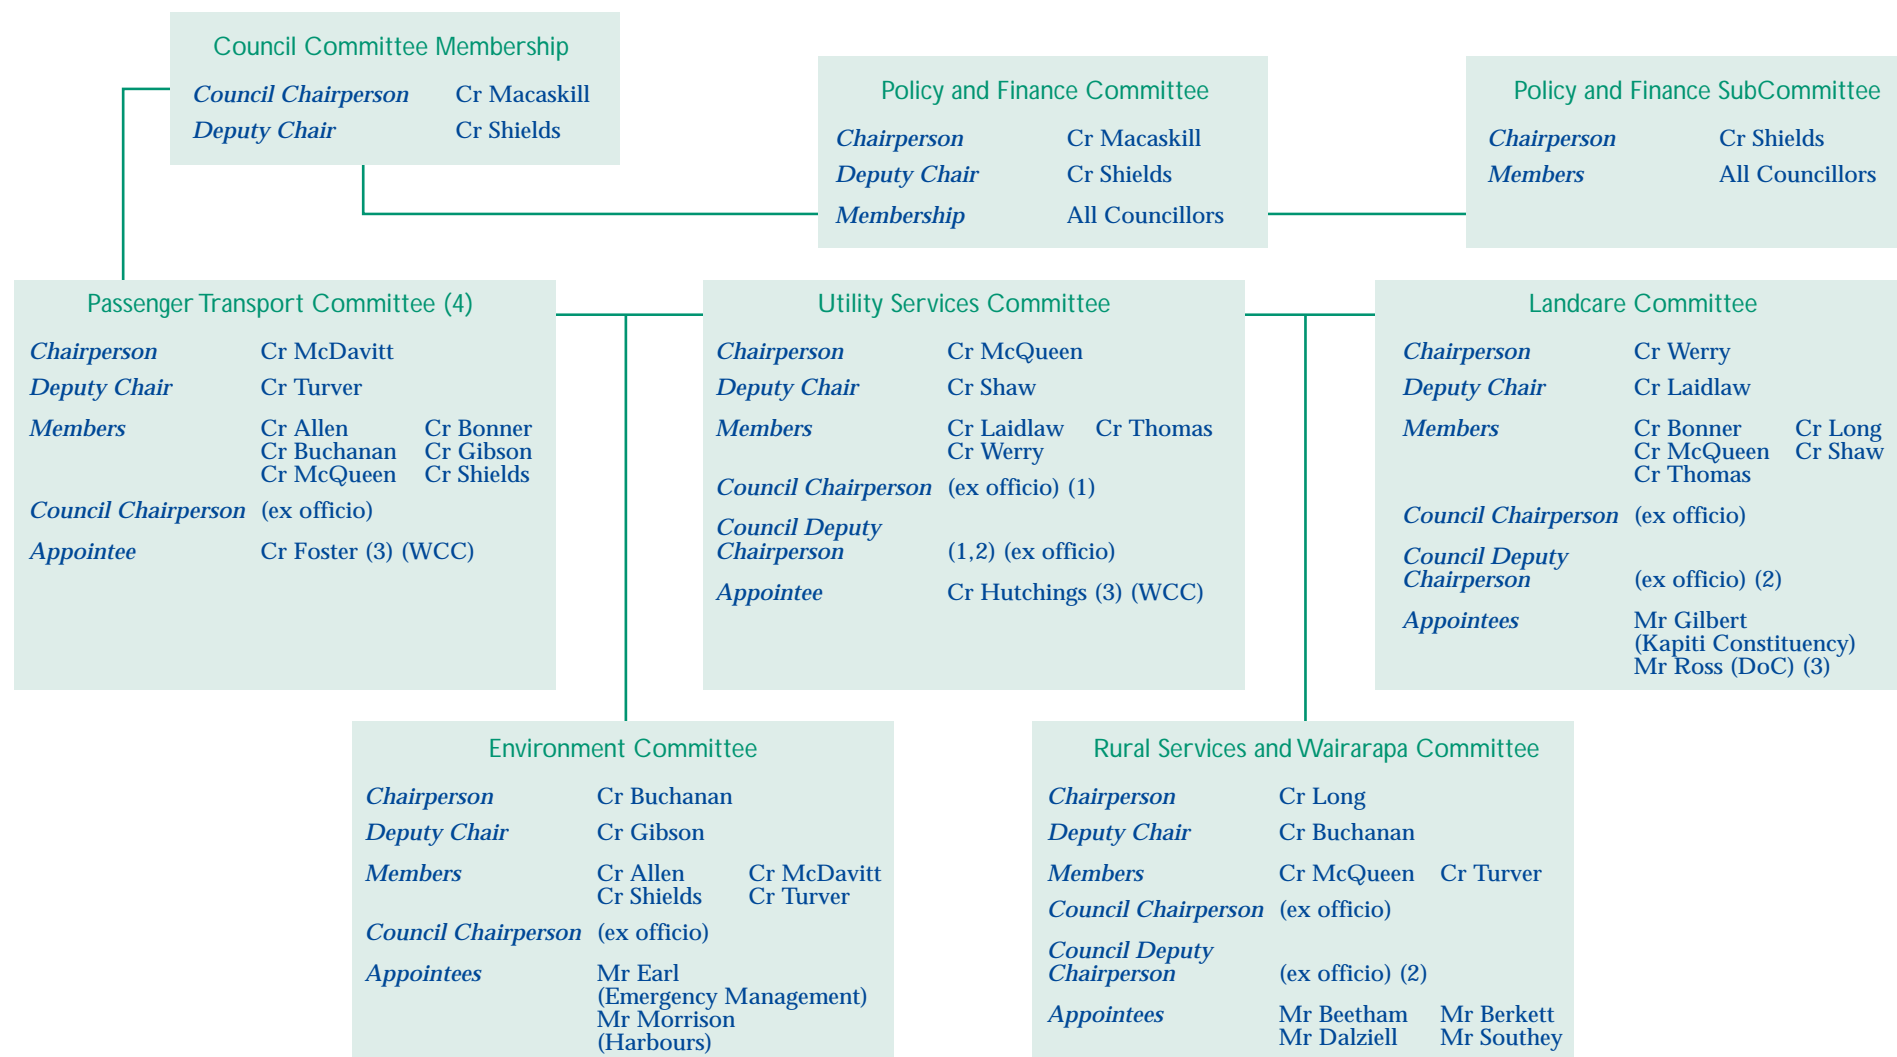 Council Committee Membership
Council Chairperson Cr Macaskill
Deputy Chair Cr Shields
Policy and Finance Committee
Chairperson Cr Macaskill
Deputy Chair Cr Shields
Membership All Councillors
Policy and Finance SubCommittee
Chairperson Cr Shields
Members All Councillors
Passenger Transport Committee (4)
Chairperson Cr McDavitt
Deputy Chair Cr Turver
Members Cr Allen Cr Bonner
Cr Buchanan Cr Gibson
Cr McQueen Cr Shields
Council Chairperson (ex officio)
Appointee Cr Foster (3) (WCC)
Utility Services Committee
Chairperson Cr McQueen
Deputy Chair Cr Shaw
Members Cr Laidlaw Cr Thomas
Cr Werry
Council Chairperson (ex officio) (1)
Council Deputy
Chairperson (1,2) (ex officio)
Appointee Cr Hutchings (3) (WCC)
Landcare Committee
Chairperson Cr Werry
Deputy Chair Cr Laidlaw
Members Cr Bonner Cr Long
Cr McQueen Cr Shaw
Cr Thomas
Council Chairperson (ex officio)
Council Deputy
Chairperson (ex officio) (2)
Appointees Mr Gilbert
(Kapiti Constituency)
Mr Ross (DoC) (3)
Environment Committee
Chairperson Cr Buchanan
Deputy Chair Cr Gibson
Members Cr Allen Cr McDavitt
Cr Shields Cr Turver
Council Chairperson (ex officio)
Appointees Mr Earl
(Emergency Management)
Mr Morrison
(Harbours)
Rural Services and Wairarapa Committee
Chairperson Cr Long
Deputy Chair Cr Buchanan
Members Cr McQueen Cr Turver
Council Chairperson (ex officio)
Council Deputy
Chairperson (ex officio) (2)
Appointees Mr Beetham Mr Berkett
Mr Dalziell Mr Southey